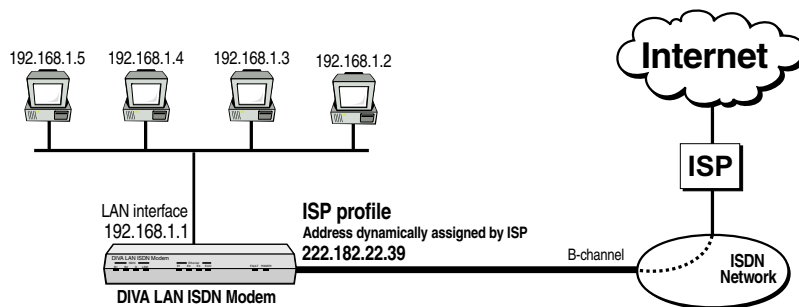 192.168.1.5
192.168.1.4
192.168.1.3
192.168.1.2
Internet
ISP
LAN interface
192.168.1.1
ISP profile
Address dynamically assigned by ISP
222.182.22.39
B-channel
ISDN
Network
DIVA LAN ISDN Modem
DIVA LAN ISDN Modem